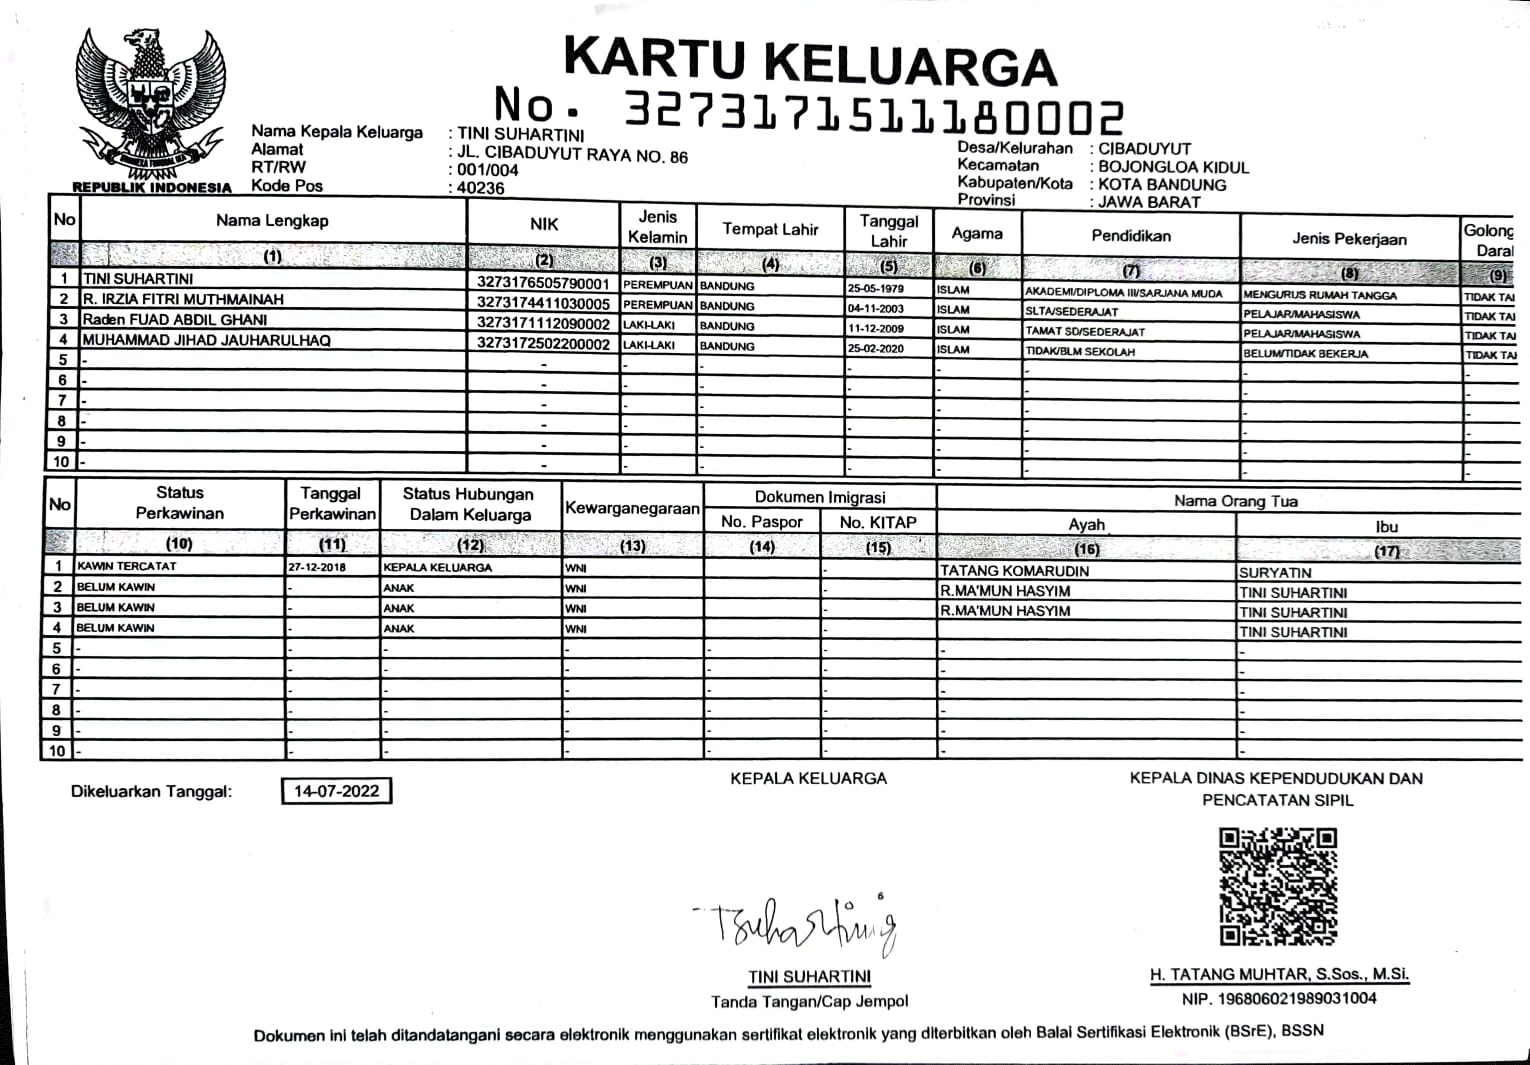 KARTU KELUARGA
No. 3273171511180002
REPUBLIK INDONESIA
Nama Kepala Keluarga : TINI SUHARTINI
Alamat : JL. CIBADUYUT RAYA NO. 86
RT/RW : 001/004
Kode Pos : 40236
Desa/Kelurahan : CIBADUYUT
Kecamatan : BOJONGLOA KIDUL
Kabupaten/Kota : KOTA BANDUNG
Provinsi : JAWA BARAT
No Nama Lengkap NIK Jenis Kelamin Tempat Lahir Tanggal Lahir Agama Pendidikan Jenis Pekerjaan Golong Daral
(1) (2) (3) (4) (5) (6) (7) (8) (9)
1 TINI SUHARTINI 3273176505790001 PEREMPUAN BANDUNG 25-05-1979 ISLAM AKADEMI/DIPLOMA III/SARJANA MUDA MENGURUS RUMAH TANGGA TIDAK TAI
2 R. IRZIA FITRI MUTHMAINAH 3273174411030005 PEREMPUAN BANDUNG 04-11-2003 ISLAM SLTA/SEDERAJAT PELAJAR/MAHASISWA TIDAK TAI
3 Raden FUAD ABDIL GHANI 3273171112090002 LAKI-LAKI BANDUNG 11-12-2009 ISLAM TAMAT SD/SEDERAJAT PELAJAR/MAHASISWA TIDAK TAI
4 MUHAMMAD JIHAD JAUHARULHAQ 3273172502200002 LAKI-LAKI BANDUNG 25-02-2020 ISLAM TIDAK/BLM SEKOLAH BELUM/TIDAK BEKERJA TIDAK TAI
5 - - - - - - - - -
6 - - - - - - - - -
7 - - - - - - - - -
8 - - - - - - - - -
9 - - - - - - - - -
10 - - - - - - - - -
No Status Perkawinan Tanggal Perkawinan Status Hubungan Dalam Keluarga Kewarganegaraan Dokumen Imigrasi Nama Orang Tua
No. Paspor No. KITAP Ayah Ibu
(10) (11) (12) (13) (14) (15) (16) (17)
1 KAWIN TERCATAT 27-12-2018 KEPALA KELUARGA WNI - TATANG KOMARUDIN SURYATIN
2 BELUM KAWIN - ANAK WNI - R.MA'MUN HASYIM TINI SUHARTINI
3 BELUM KAWIN - ANAK WNI - R.MA'MUN HASYIM TINI SUHARTINI
4 BELUM KAWIN - ANAK WNI - TINI SUHARTINI
5 - - - - - - - -
6 - - - - - - - -
7 - - - - - - - -
8 - - - - - - - -
9 - - - - - - - -
10 - - - - - - - -
Dikeluarkan Tanggal: 14-07-2022
KEPALA KELUARGA
TINI SUHARTINI
Tanda Tangan/Cap Jempol
KEPALA DINAS KEPENDUDUKAN DAN
PENCATATAN SIPIL
H. TATANG MUHTAR, S.Sos., M.Si.
NIP. 196806021989031004
Dokumen ini telah ditandatangani secara elektronik menggunakan sertifikat elektronik yang diterbitkan oleh Balai Sertifikasi Elektronik (BSrE), BSSN